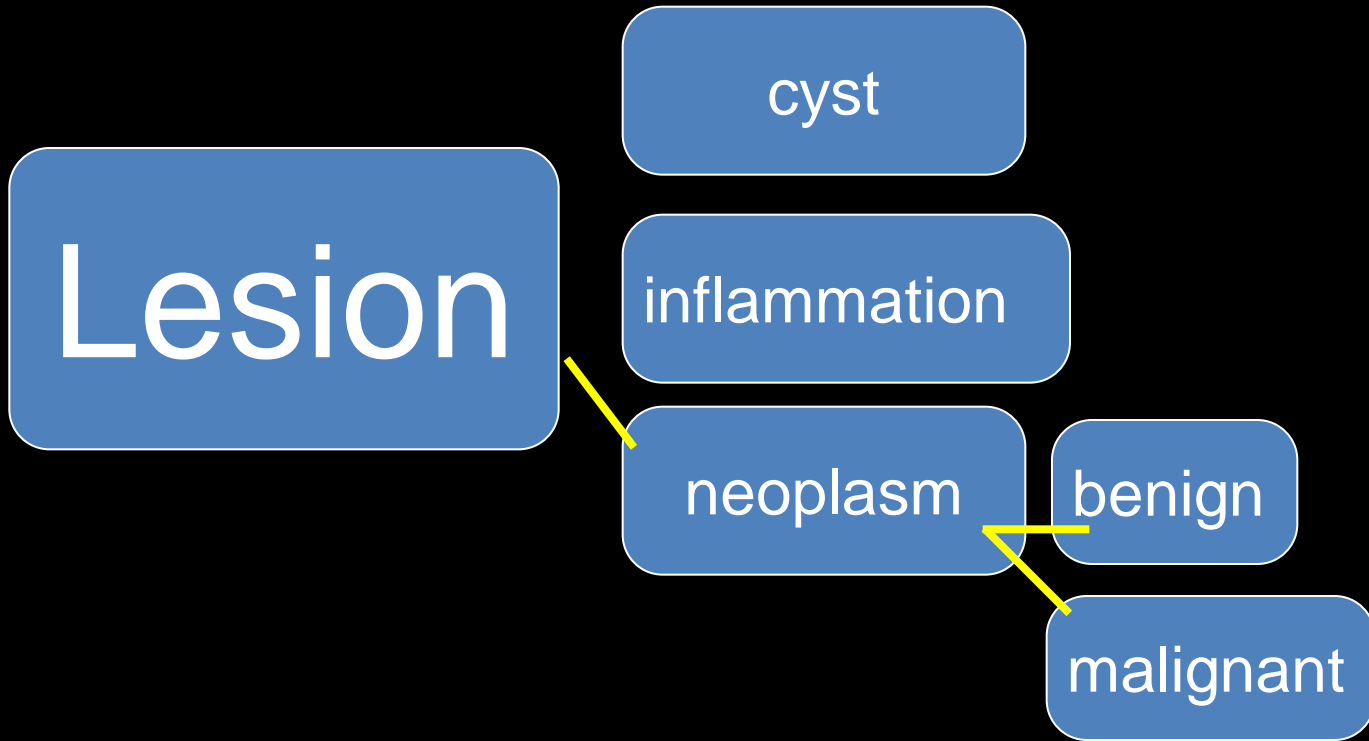 Lesion
cyst
inflammation
neoplasm
benign
malignant